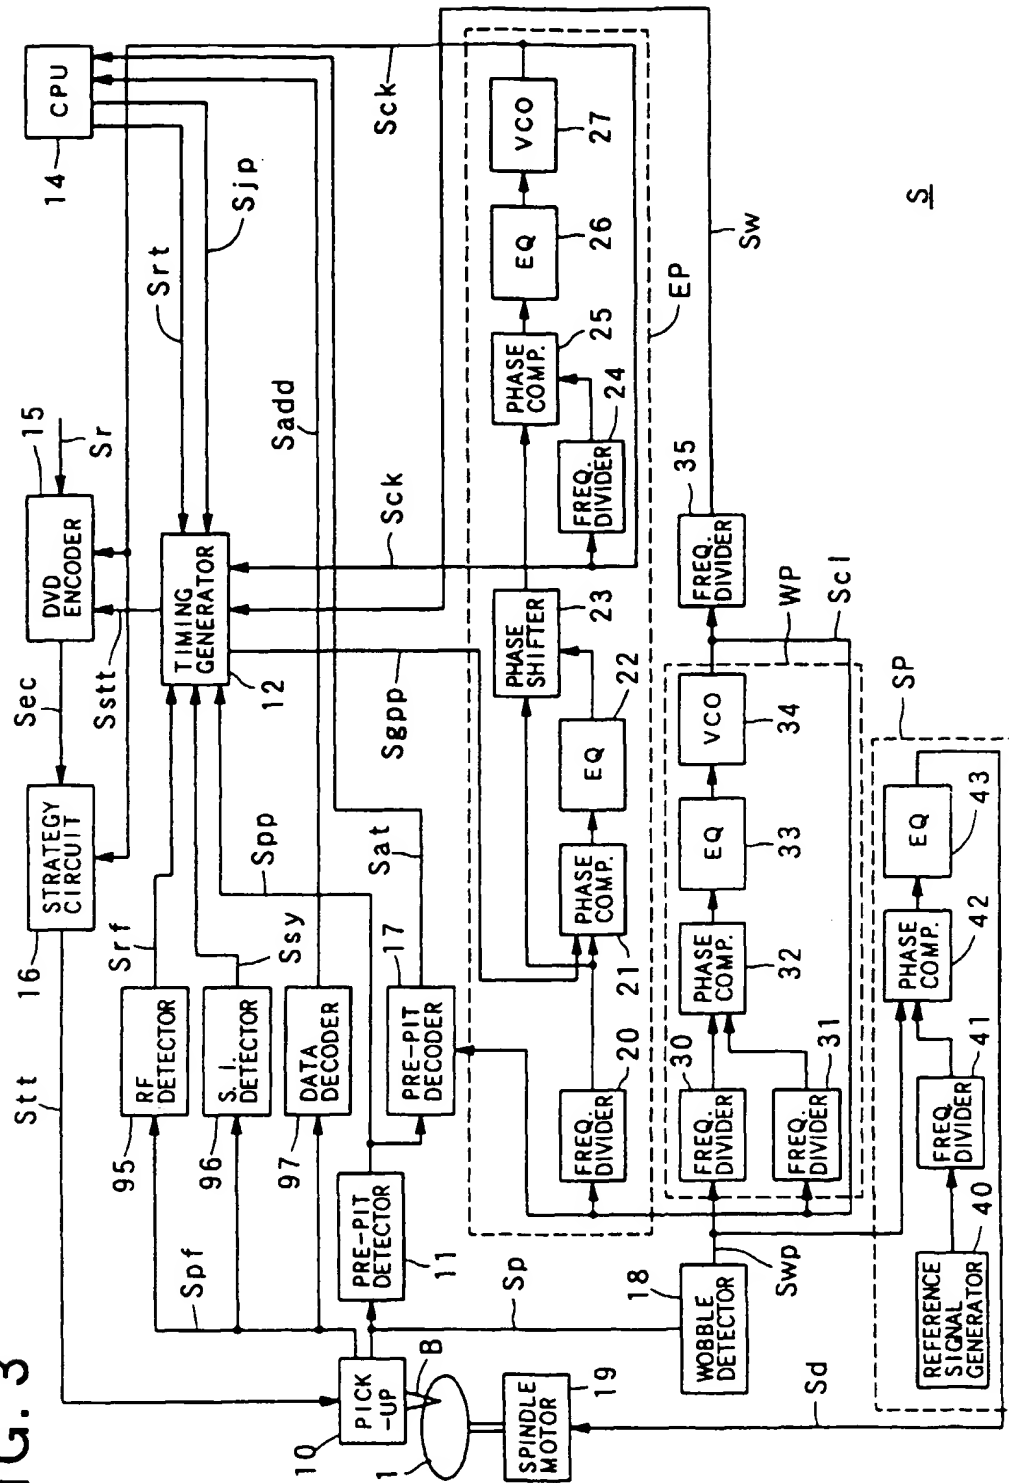 FIG. 3
CPU
14
Srt
Sjp
Sck
VCO
27
EQ
26
PHASE
COMP.
25
FREQ.
DIVIDER
24
EP
Sw
S
15
Sr
DVD
ENCODER
Sec
Sstt
TIMING
GENERATOR
12
Sadd
Sck
Sgpp
PHASE
SHIFTER
23
EQ
22
PHASE
COMP.
21
FREQ.
DIVIDER
20
FREQ.
DIVIDER
35
Scl
WP
VCO
34
EQ
33
PHASE
COMP.
32
FREQ.
DIVIDER
30
FREQ.
DIVIDER
31
SP
EQ
43
PHASE
COMP.
42
FREQ.
DIVIDER
41
REFERENCE
SIGNAL
GENERATOR
40
STRATEGY
CIRCUIT
16
Stt
Srf
RF
DETECTOR
95
Ssy
S. I.
DETECTOR
96
DATA
DECODER
97
Spp
Sat
17
PRE-PIT
DECODER
PRE-PIT
DETECTOR
11
Spf
Sp
PICK
-UP
10
B
1
SPINDLE
MOTOR
19
WOBBLE
DETECTOR
18
Swp
Sd